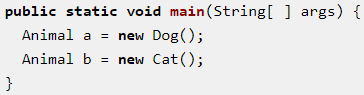 public static void main(String[ ] args) {
  Animal a = new Dog();
  Animal b = new Cat();
}